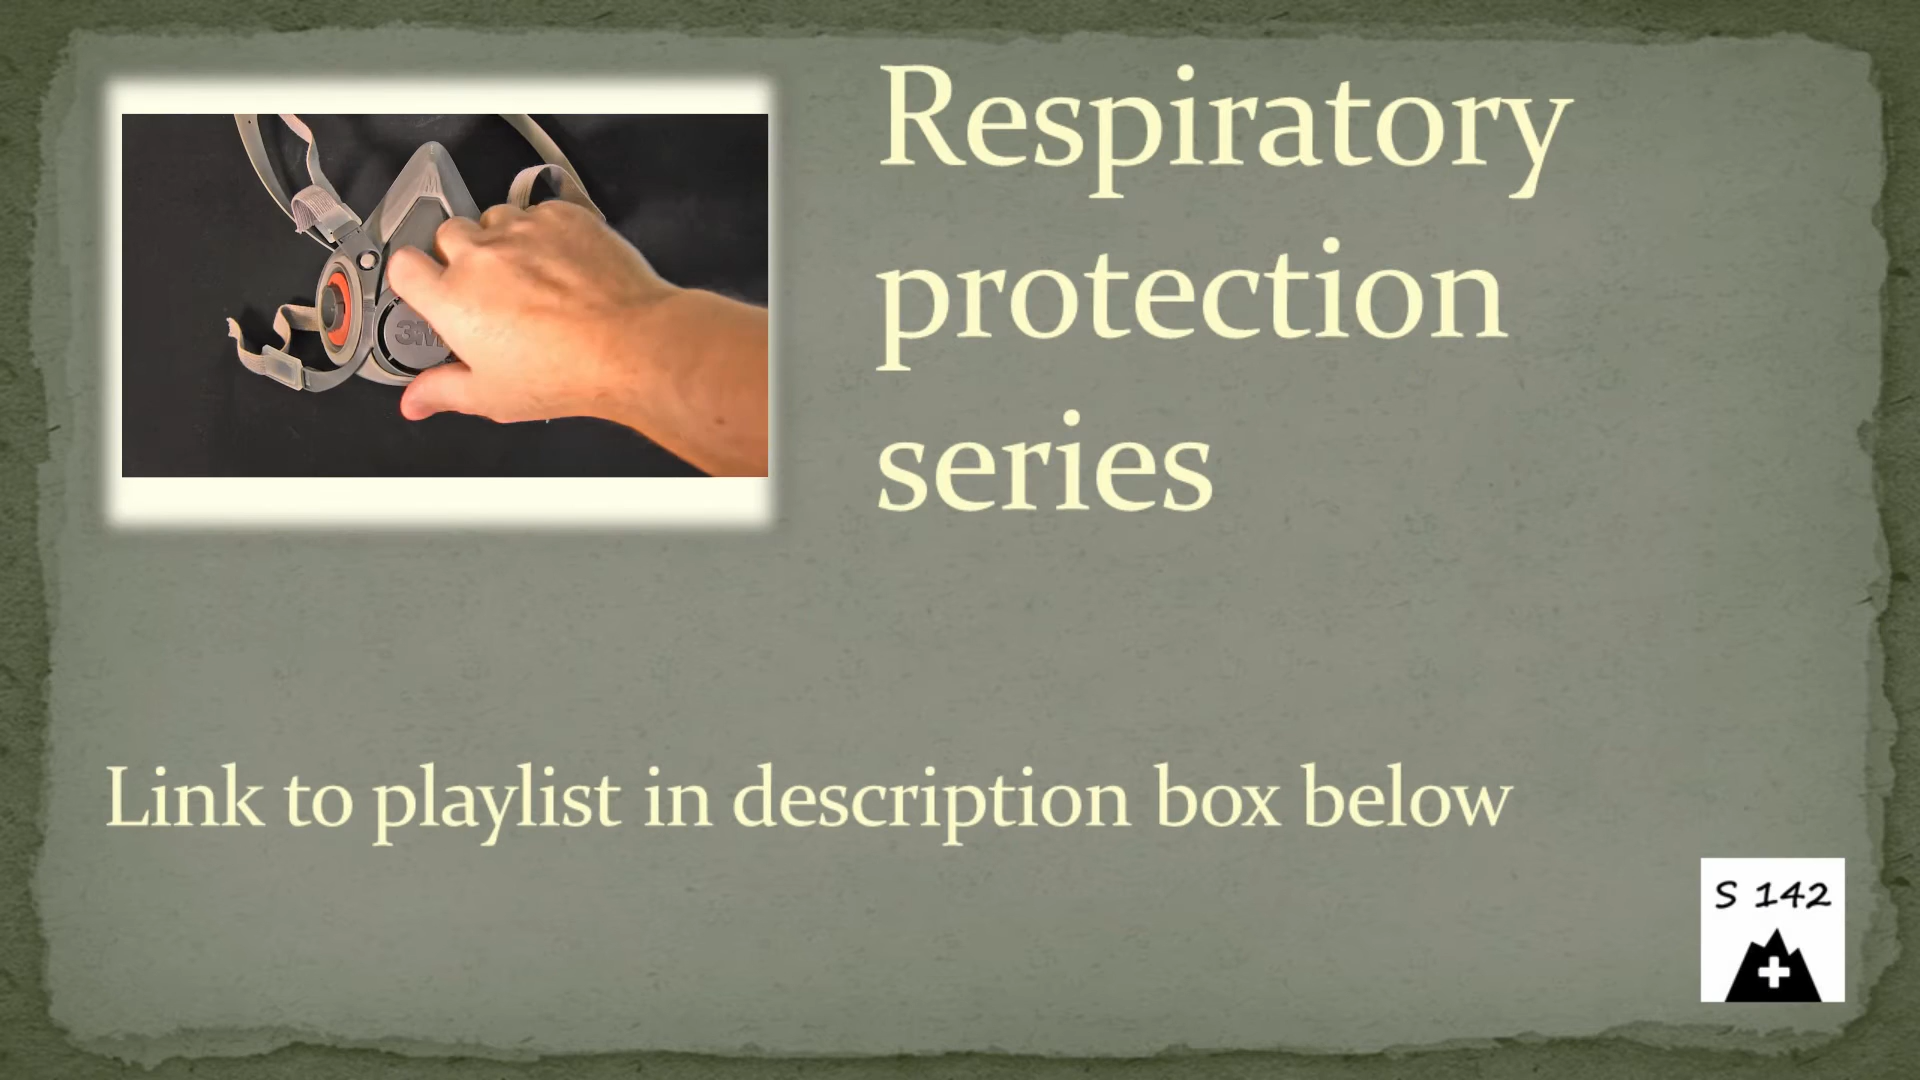 Respiratory
protection
series
3M
Link to playlist in description box below
S 142